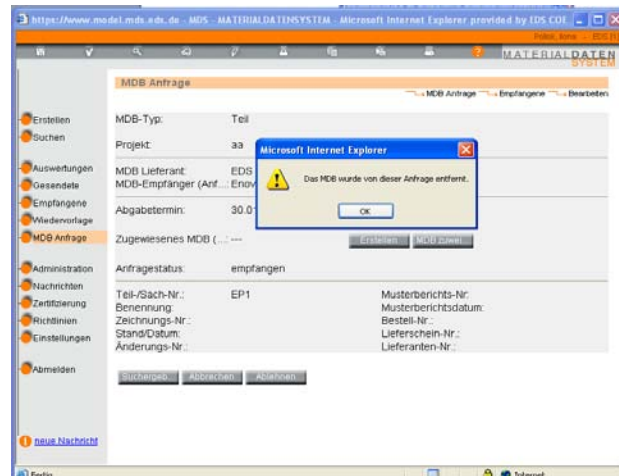 https://www.model.mds.eds.de - MDS - MATERIALDATENSYSTEM - Microsoft Internet Explorer provided by EDS COE
MATERIALDATEN
SYSTEM
MDB Anfrage
MDB Anfrage Empfangene Bearbeiten
Erstellen
Suchen
Auswertungen
Gesendete
Empfangene
Wiedervorlage
MDB Anfrage
Administration
Nachrichten
Zertifizierung
Richtlinien
Einstellungen
Abmelden
neue Nachricht
MDB-Typ: Teil
Projekt: aa
MDB Lieferant: EDS
MDB-Empfänger (Anf...: Enov
Abgabetermin: 30.01
Zugewiesenes MDB (...: ---
Erstellen MDB zuwei.
Anfragestatus: empfangen
Teil-/Sach-Nr.: EP1 Musterberichts-Nr.
Benennung: Musterberichtsdatum:
Zeichnungs-Nr.: Bestell-Nr.:
Stand/Datum: Lieferschein-Nr.:
Änderungs-Nr.: Lieferanten-Nr.:
Suchergeb. Abbrechen Ablehnen
Microsoft Internet Explorer
Das MDB wurde von dieser Anfrage entfernt.
OK
Fertig Internet